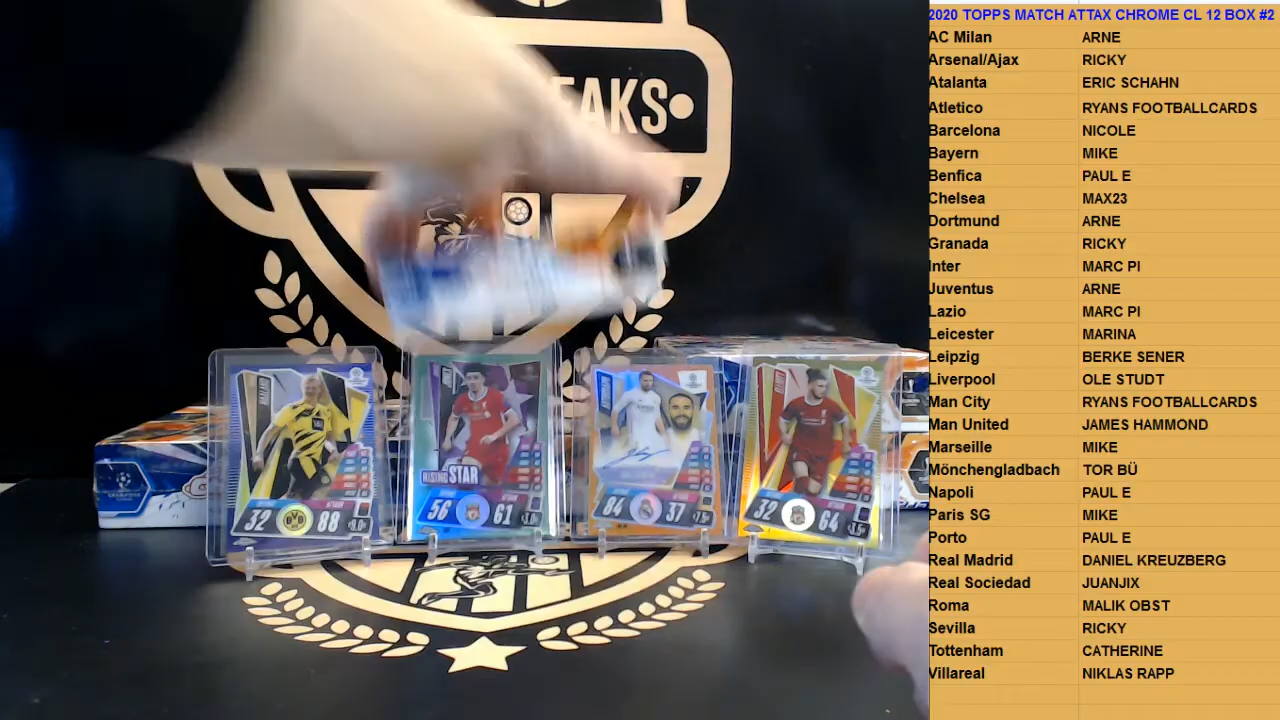 2020 TOPPS MATCH ATTAX CHROME CL 12 BOX #2
AC Milan ARNE
Arsenal/Ajax RICKY
Atalanta ERIC SCHAHN
Atletico RYANS FOOTBALLCARDS
Barcelona NICOLE
Bayern MIKE
Benfica PAUL E
Chelsea MAX23
Dortmund ARNE
Granada RICKY
Inter MARC PI
Juventus ARNE
Lazio MARC PI
Leicester MARINA
Leipzig BERKE SENER
Liverpool OLE STUDT
Man City RYANS FOOTBALLCARDS
Man United JAMES HAMMOND
Marseille MIKE
Mönchengladbach TOR BÜ
Napoli PAUL E
Paris SG MIKE
Porto PAUL E
Real Madrid DANIEL KREUZBERG
Real Sociedad JUANJIX
Roma MALIK OBST
Sevilla RICKY
Tottenham CATHERINE
Villareal NIKLAS RAPP
EAKS
HAALAND
32 BVB 09 88
RISING STAR
56 61
84 37
32 64
CHAMPIONS